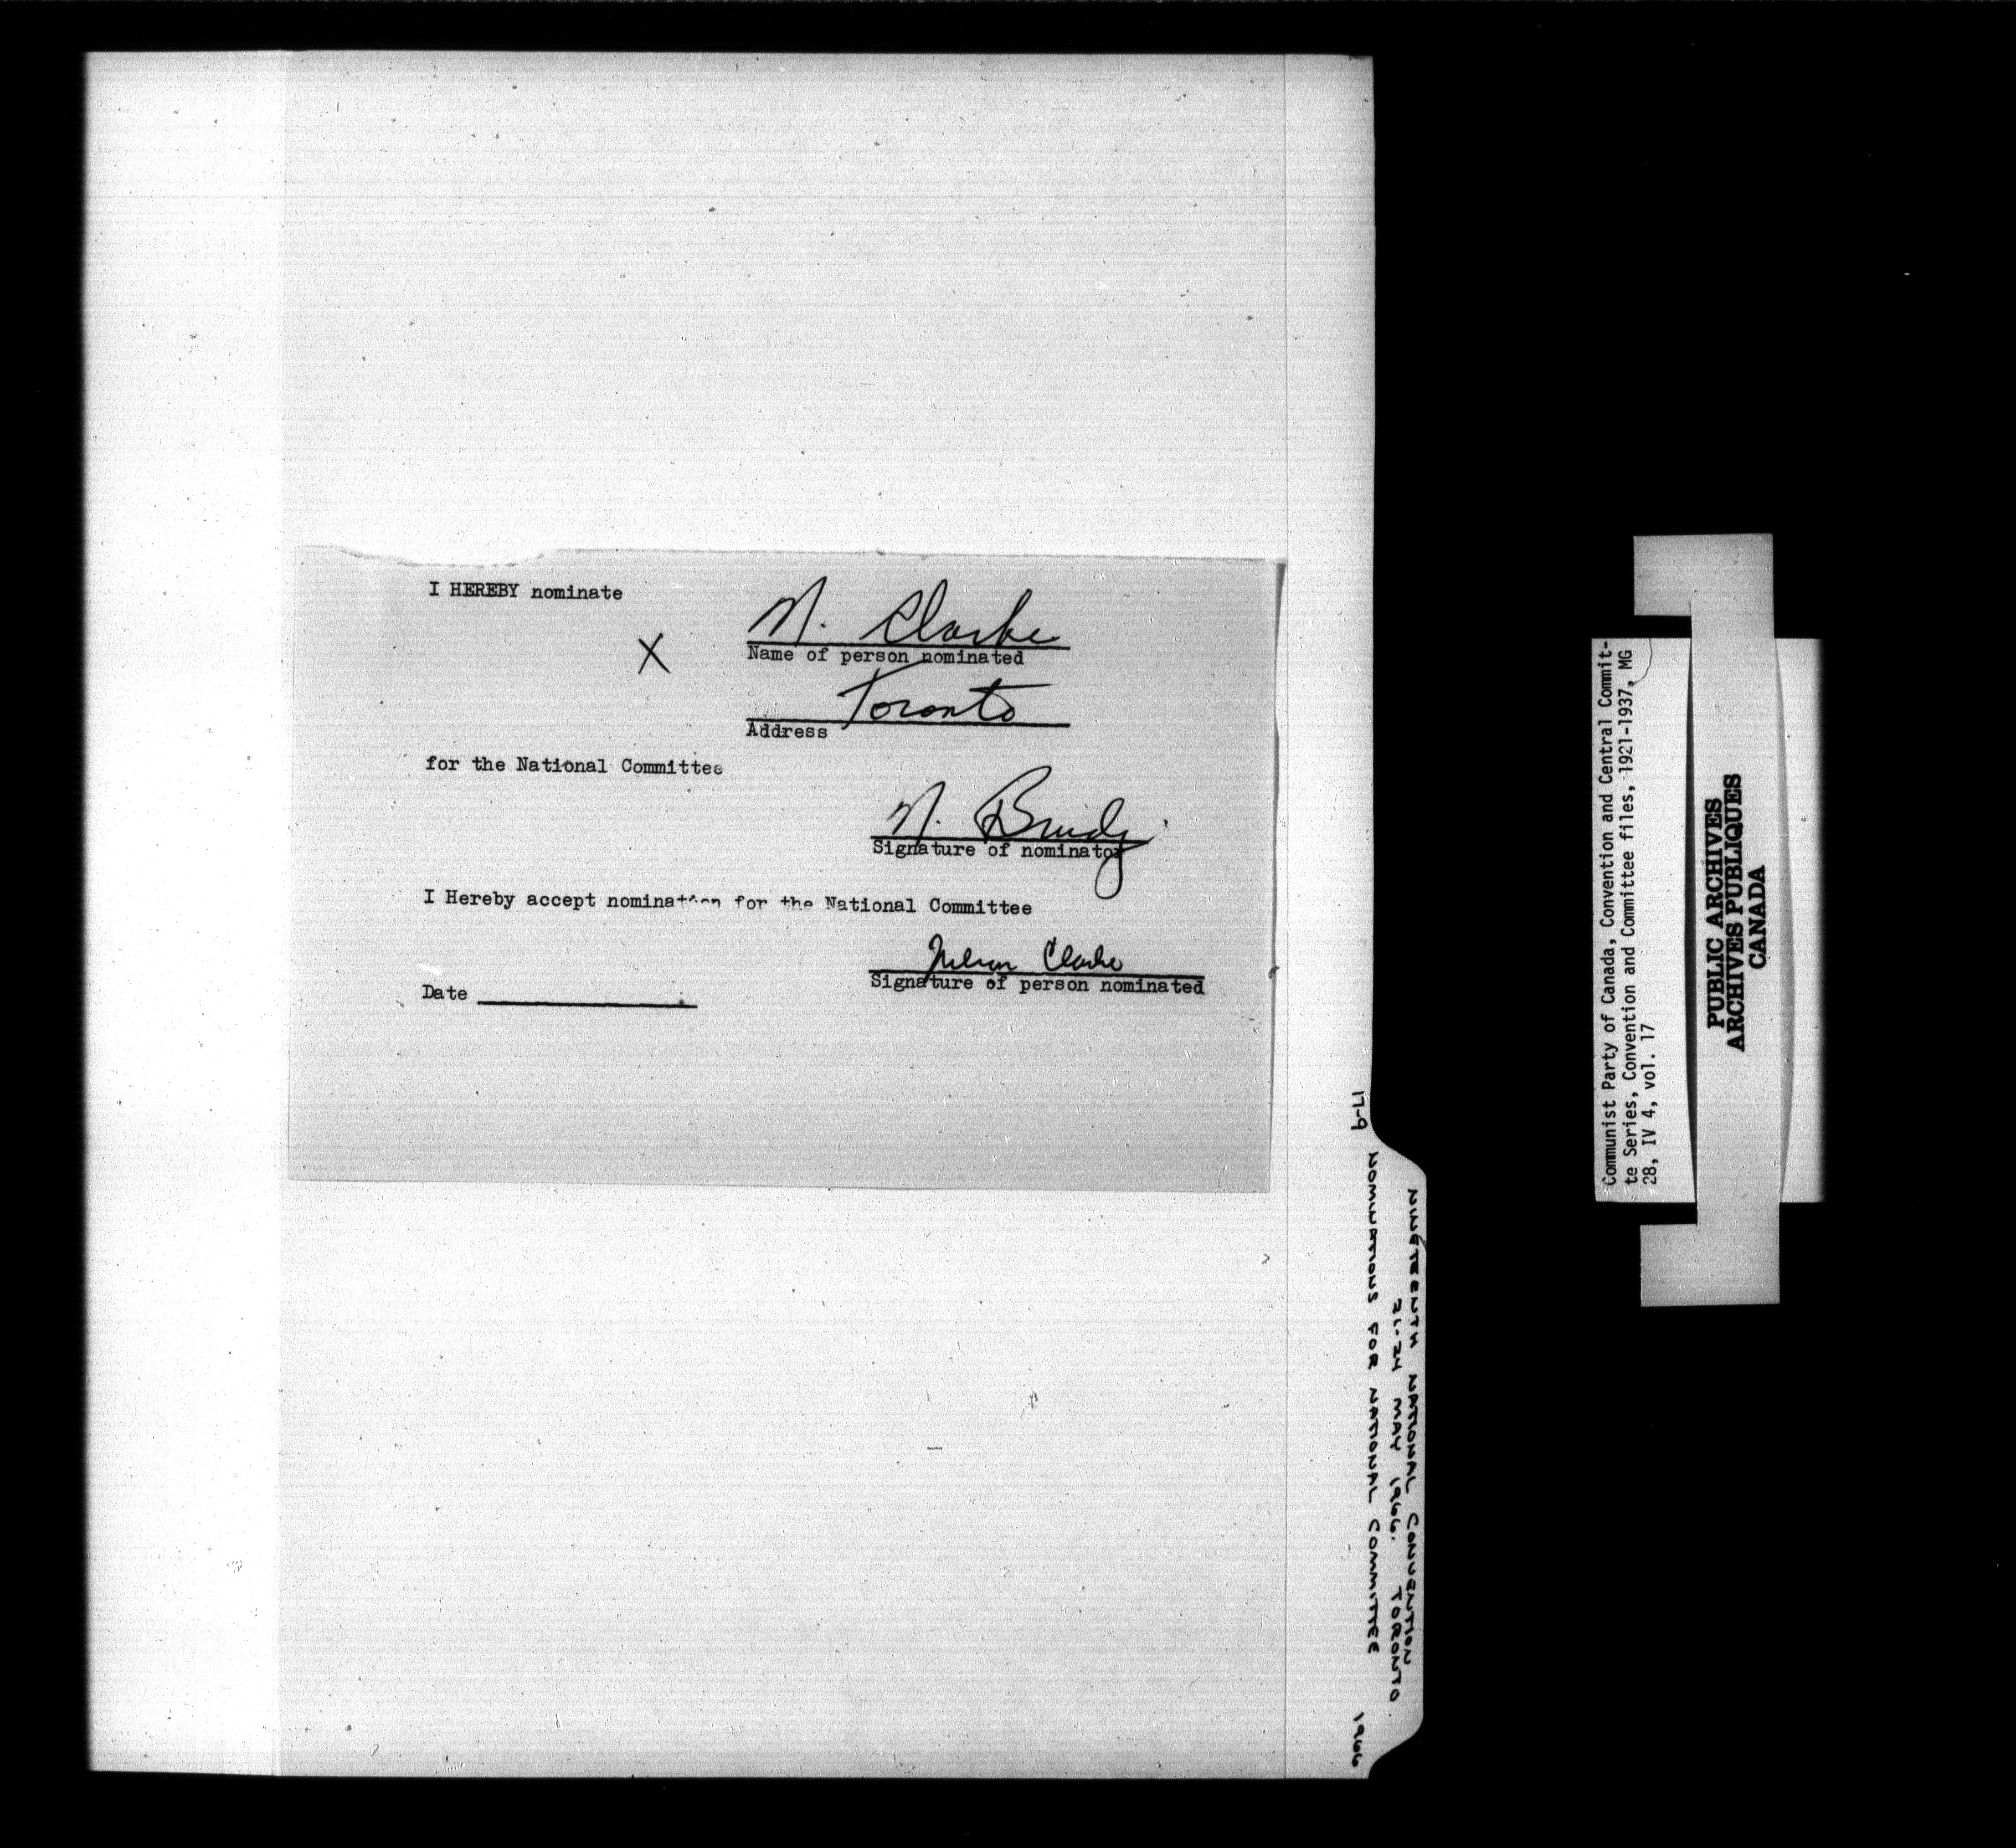 I HEREBY nominate
N. Clarke
X
Name of person nominated
Toronto
Address
for the National Committee
N.
Signature of nominator
I Hereby accept nomination for the National Committee
Nelson Clarke
Signature of person nominated
Date
17-9
NINETEENTH NATIONAL CONVENTION
21-24 MAY 1966. TORONTO.
NOMINATIONS FOR NATIONAL COMMITTEE
1966
Communist Party of Canada, Convention and Central Commit-
te Series, Convention and Committee files, 1921-1937, MG
28, IV 4, vol. 17
PUBLIC ARCHIVES
ARCHIVES PUBLIQUES
CANADA